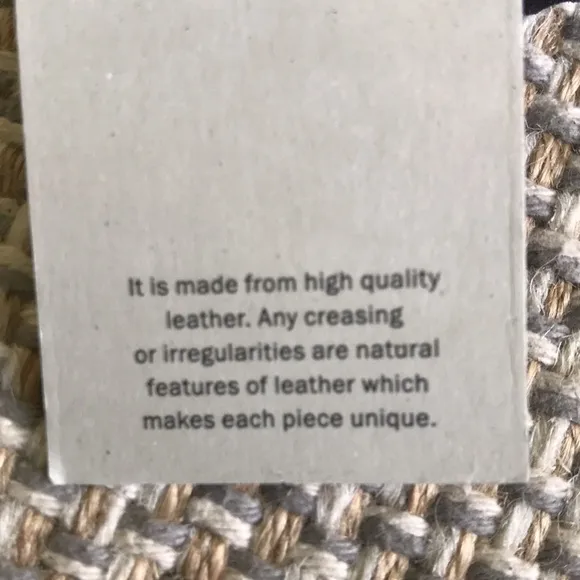 It is made from high quality
leather. Any creasing
or irregularities are natural
features of leather which
makes each piece unique.